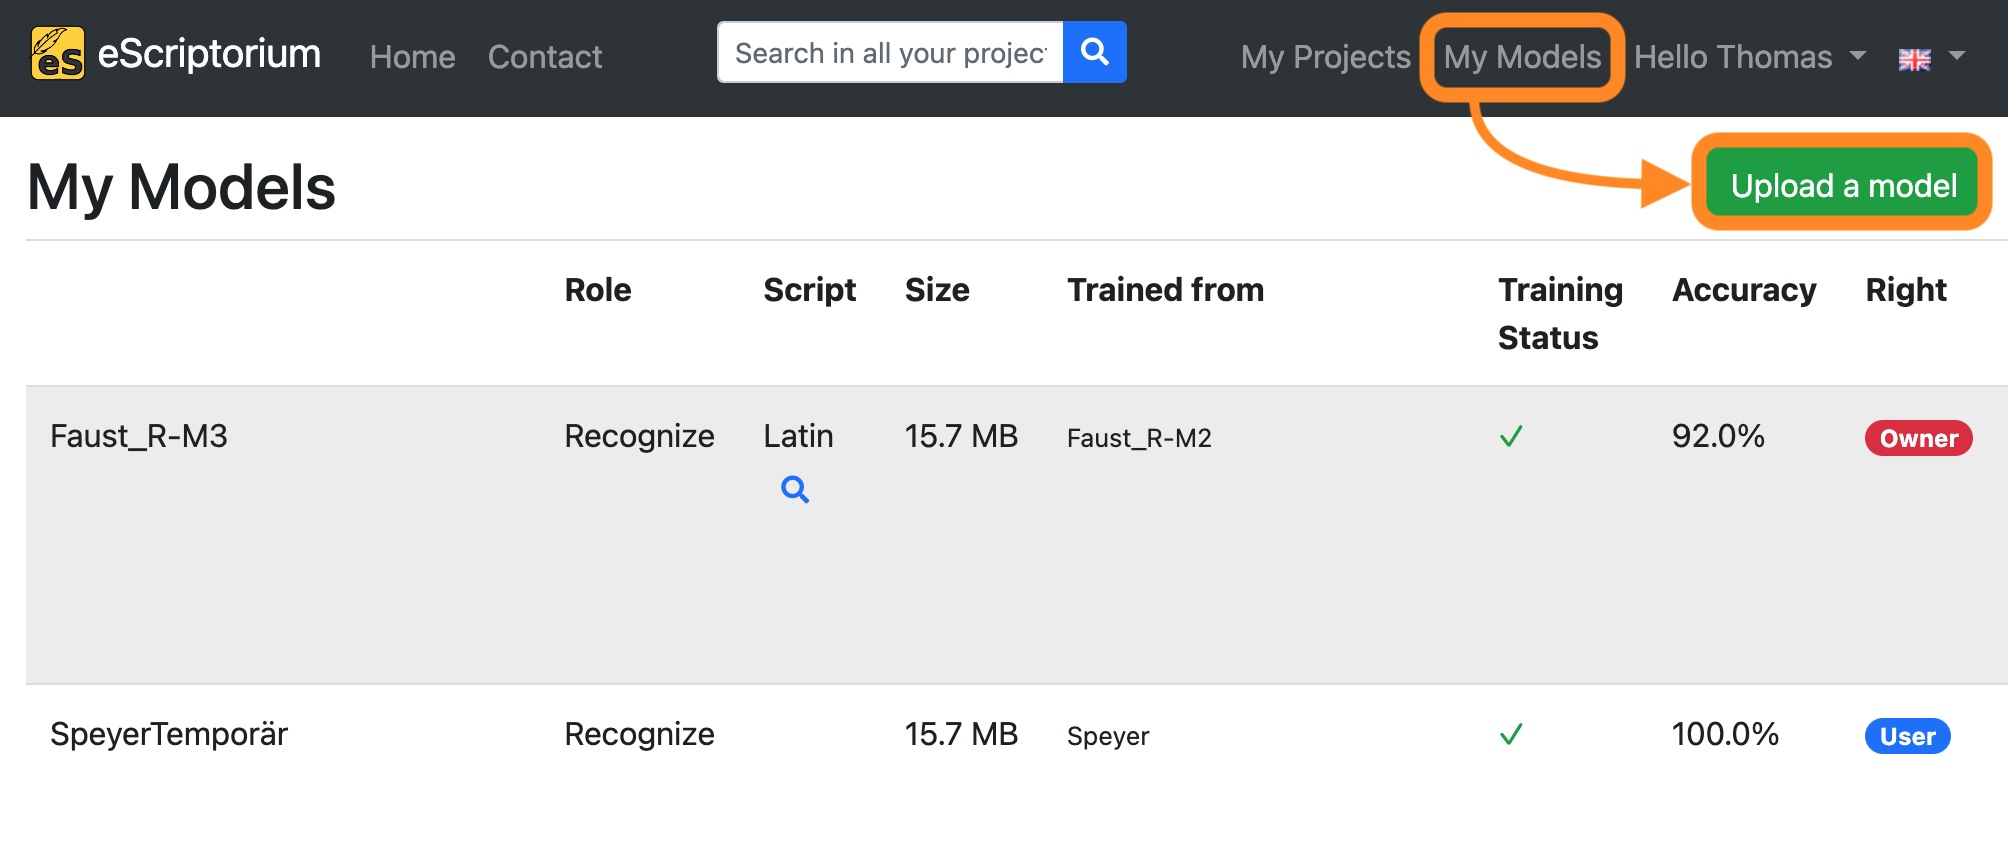 eS eScriptorium Home Contact Search in all your projec My Projects My Models Hello Thomas
My Models Upload a model
Role Script Size Trained from Training Status Accuracy Right
Faust_R-M3 Recognize Latin 15.7 MB Faust_R-M2 ✓ 92.0% Owner
SpeyerTemporär Recognize 15.7 MB Speyer ✓ 100.0% User